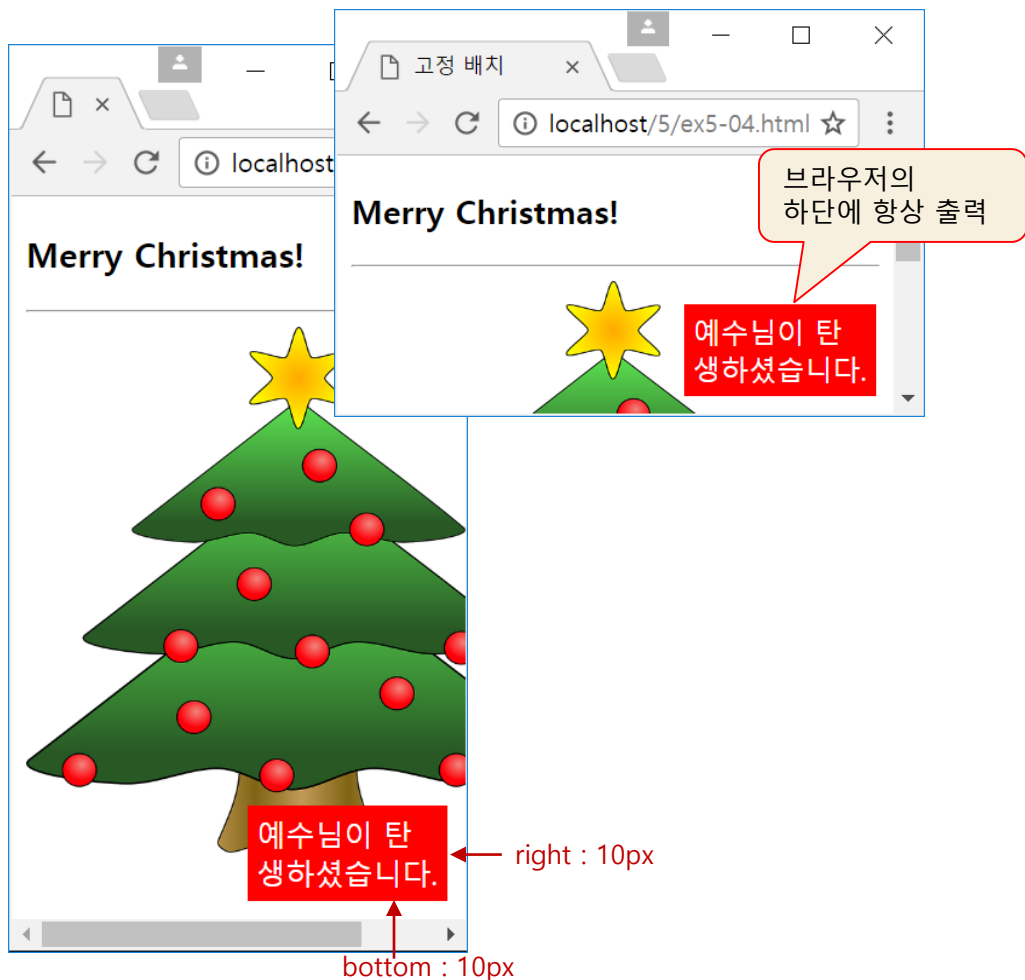 고정 배치
localhost/5/ex5-04.html
브라우저의
하단에 항상 출력
Merry Christmas!
예수님이 탄
생하셨습니다.
localhost
Merry Christmas!
예수님이 탄
생하셨습니다.
right : 10px
bottom : 10px